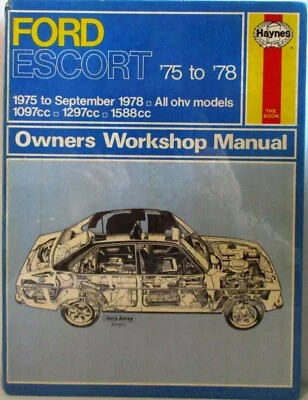 FORD
ESCORT '75 to '78
Haynes
1975 to September 1978 ▫ All ohv models
1097cc ▫ 1297cc ▫ 1588cc
THE
BOOK
Owners Workshop Manual